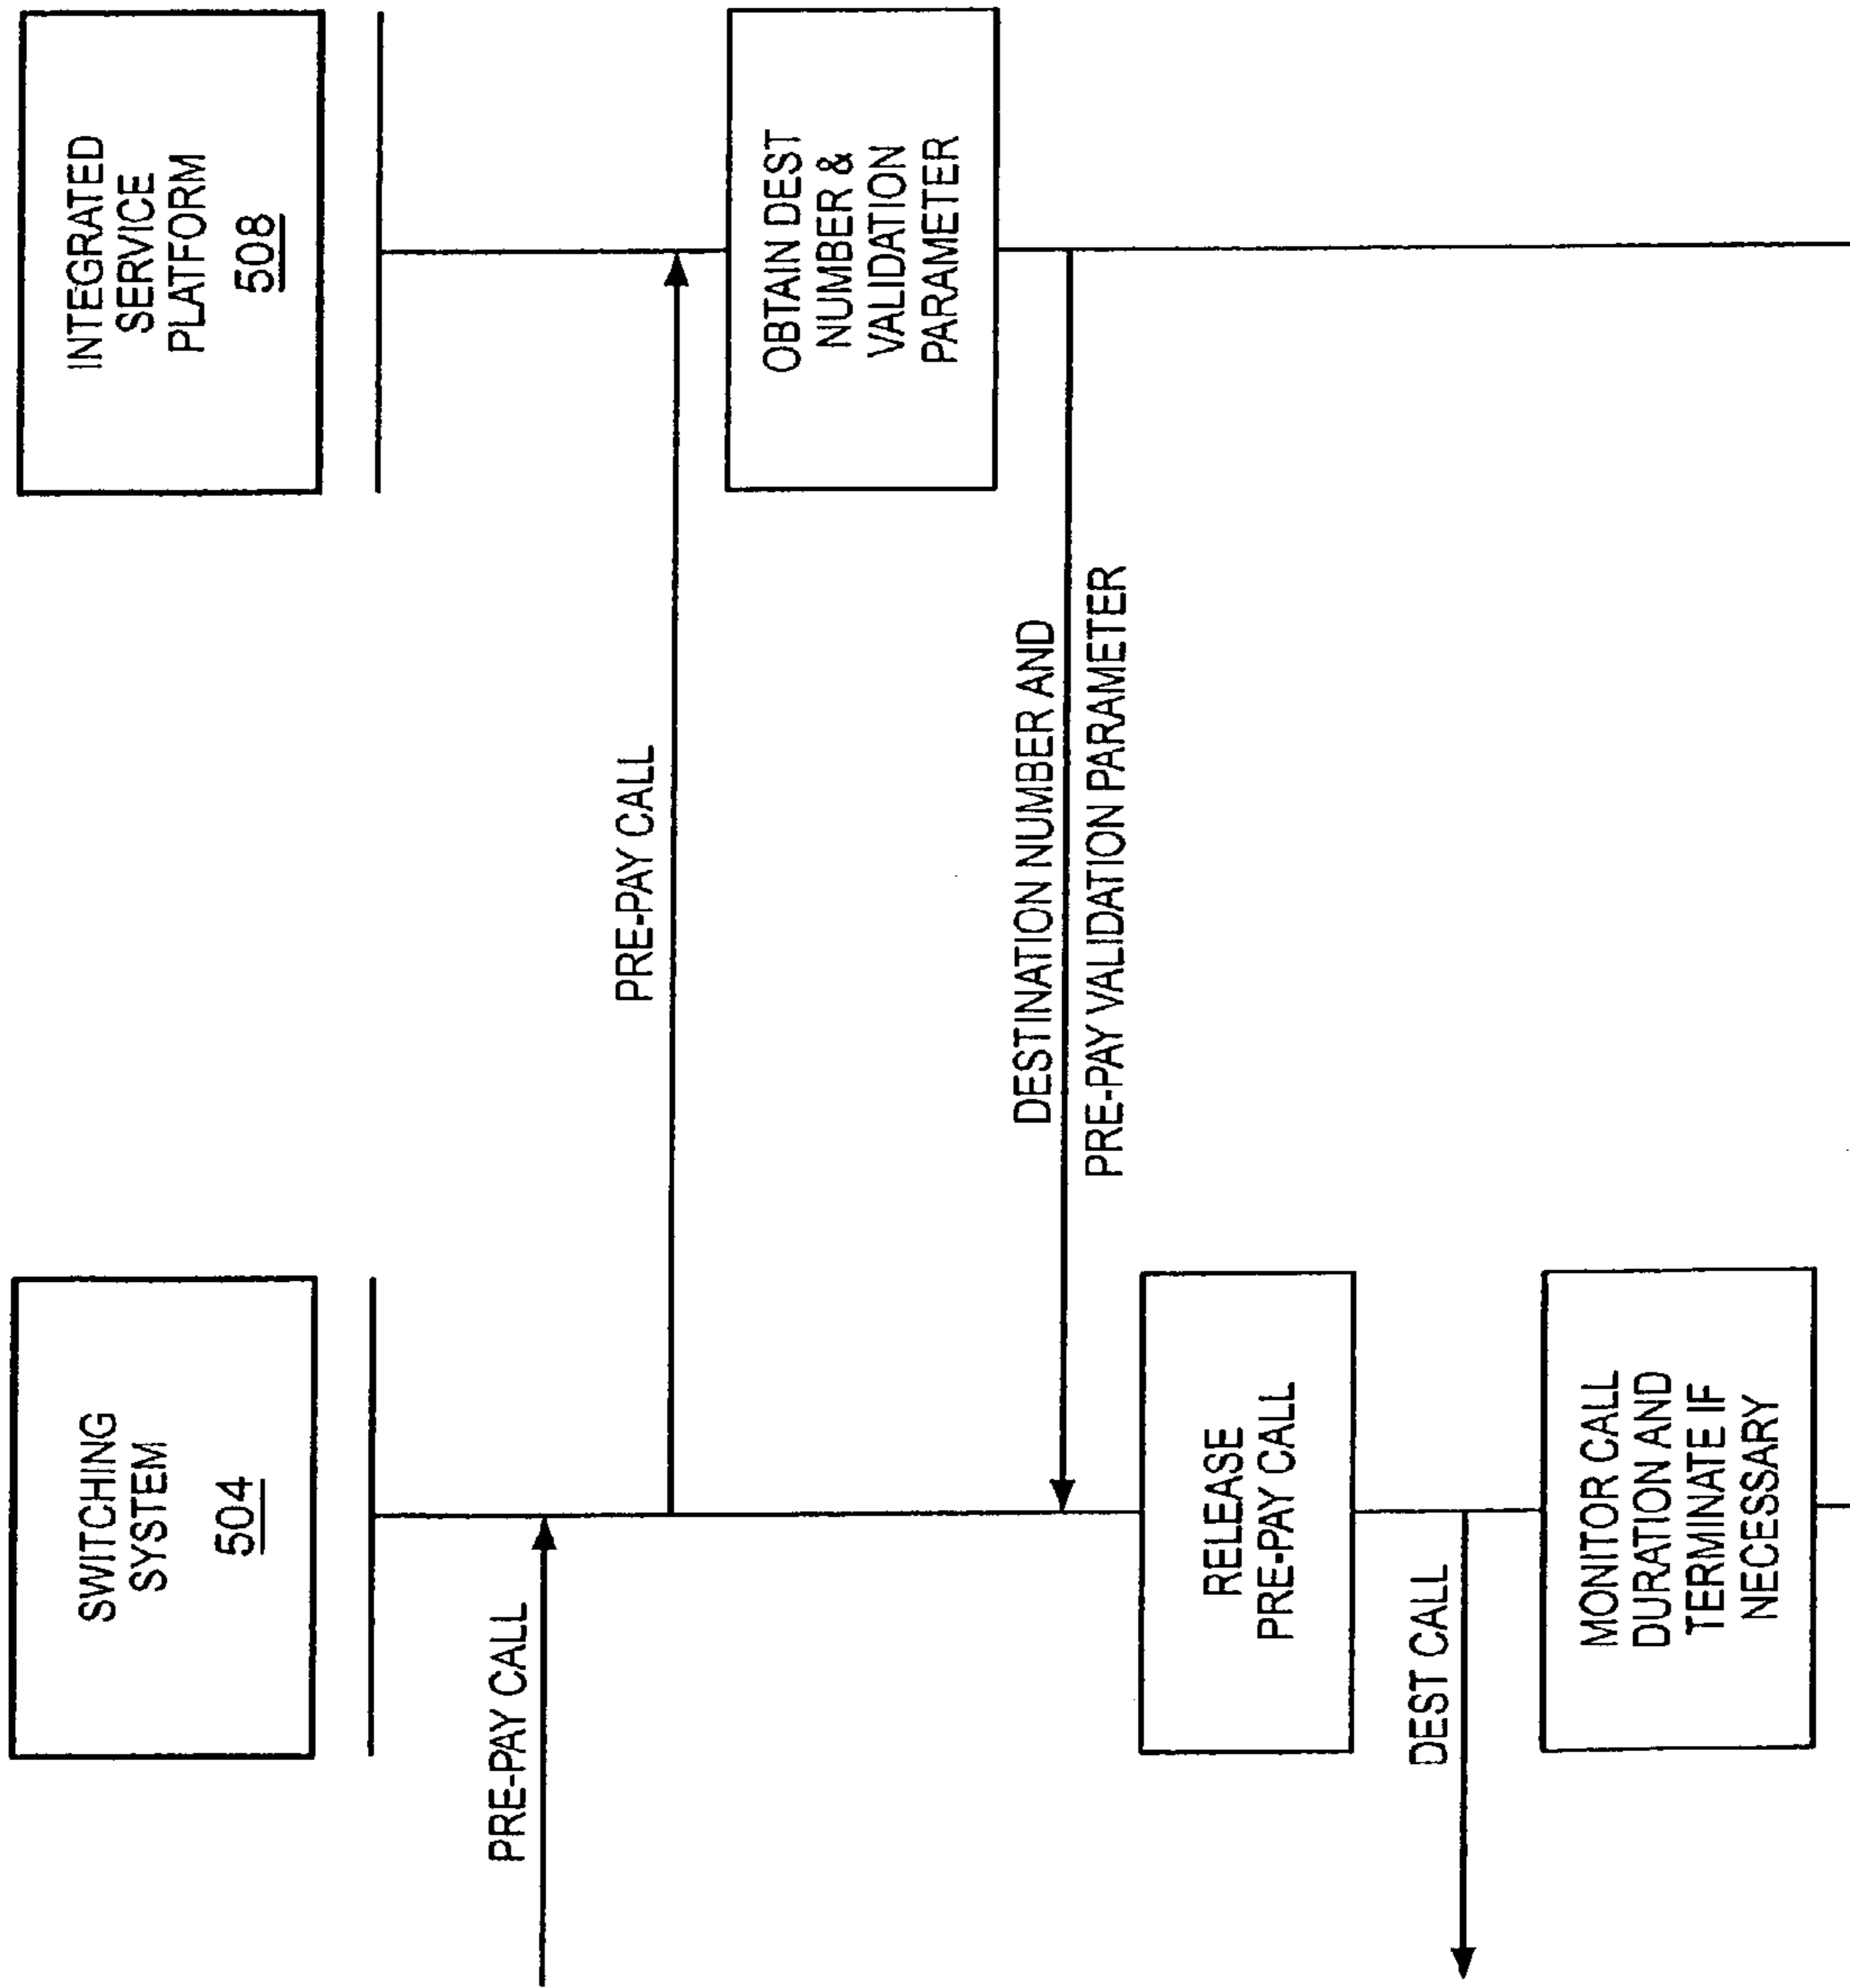 SWITCHING
SYSTEM
504
INTEGRATED
SERVICE
PLATFORM
508
PRE-PAY CALL
PRE-PAY CALL
OBTAIN DEST
NUMBER &
VALIDATION
PARAMETER
DESTINATION NUMBER AND
PRE-PAY VALIDATION PARAMETER
RELEASE
PRE-PAY CALL
DEST CALL
MONITOR CALL
DURATION AND
TERMINATE IF
NECESSARY